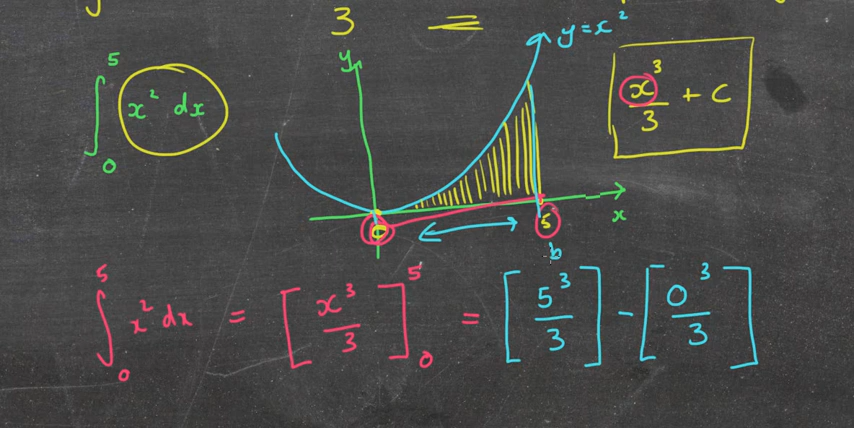 3 =
y = x²
∫₀⁵ x² dx
y
x³/3 + C
x
0
5
b
∫₀⁵ x² dx = [x³/3]₀⁵ = [5³/3] - [0³/3]